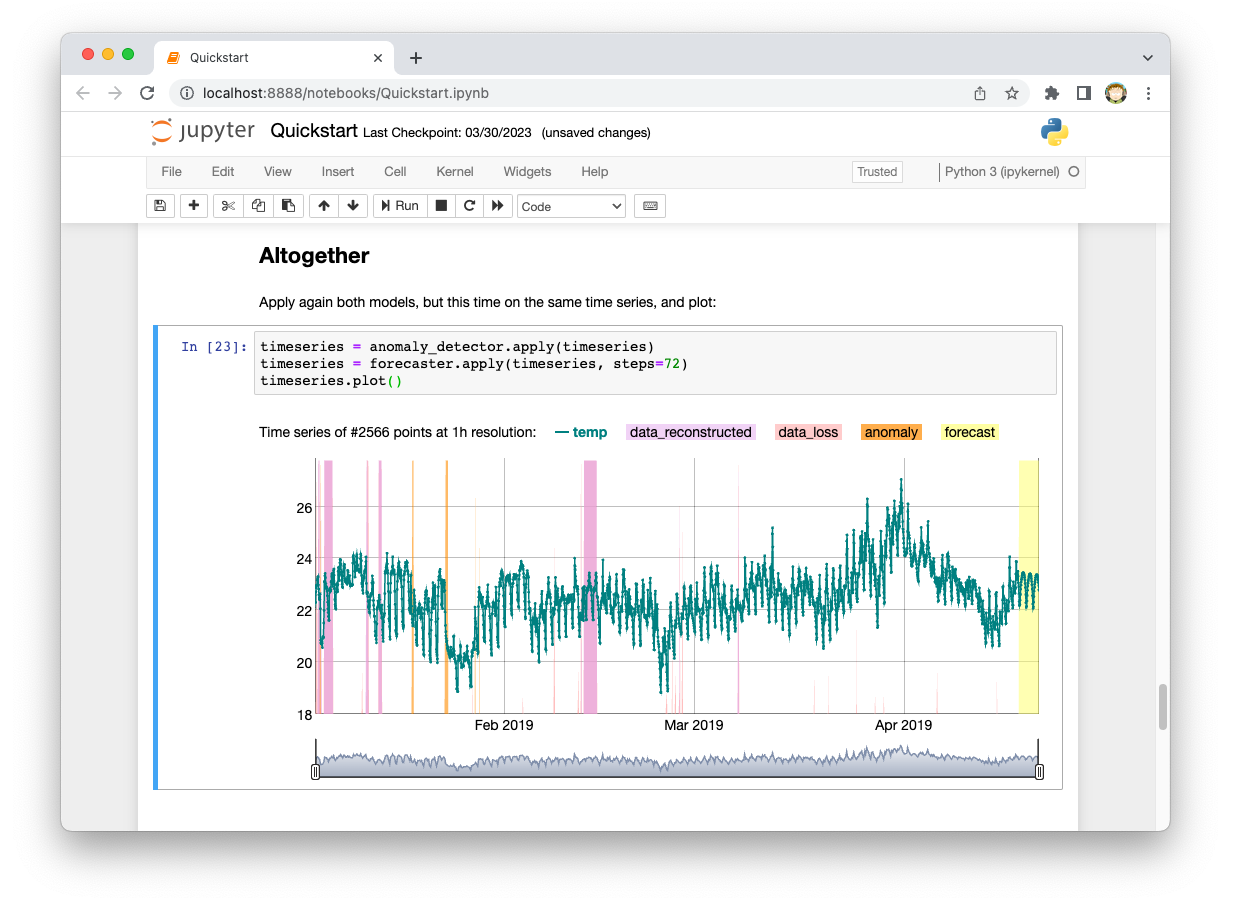 Quickstart
localhost:8888/notebooks/Quickstart.ipynb
jupyter Quickstart Last Checkpoint: 03/30/2023 (unsaved changes)
File Edit View Insert Cell Kernel Widgets Help Trusted Python 3 (ipykernel)
Run Code
Altogether
Apply again both models, but this time on the same time series, and plot:
In [23]: timeseries = anomaly_detector.apply(timeseries)
timeseries = forecaster.apply(timeseries, steps=72)
timeseries.plot()
Time series of #2566 points at 1h resolution: temp data_reconstructed data_loss anomaly forecast
26
24
22
20
18
Feb 2019 Mar 2019 Apr 2019